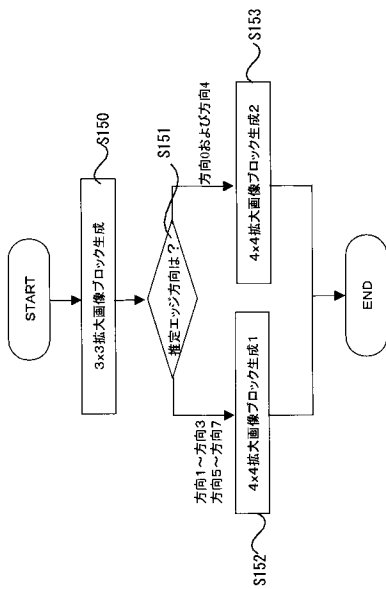 START
S150
3x3拡大画像ブロック生成
S151
推定エッジ方向は？
方向1～方向3
方向5～方向7
方向0および方向4
S152
4x4拡大画像ブロック生成1
S153
4x4拡大画像ブロック生成2
END